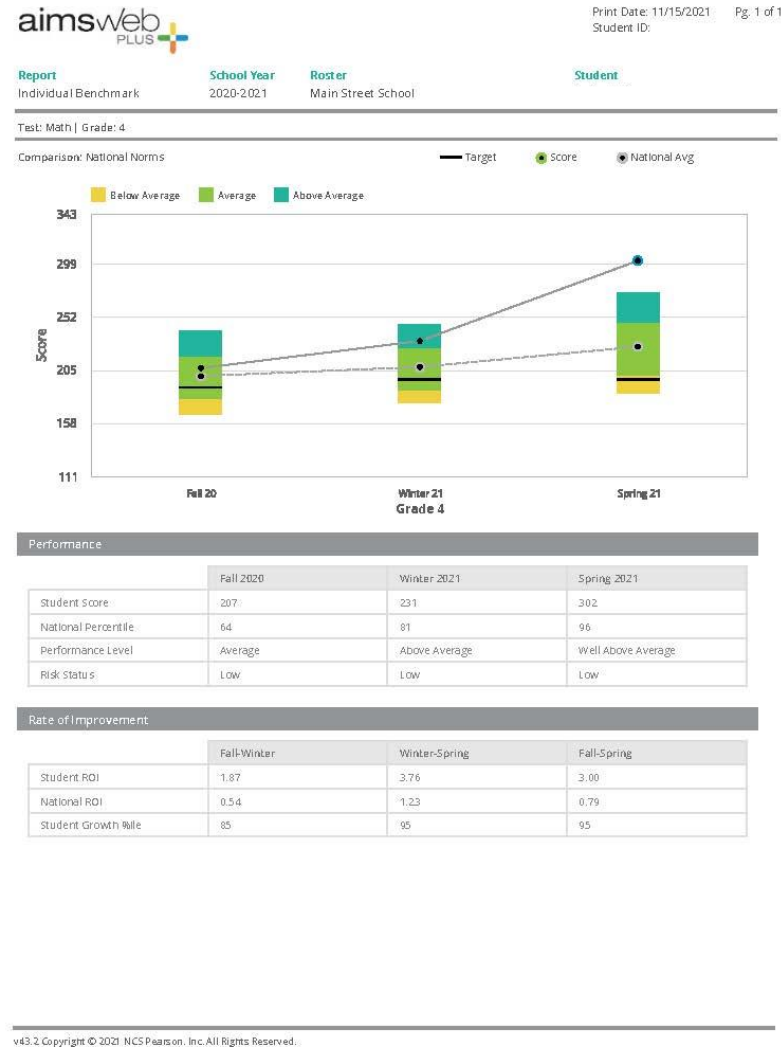 aimsweb
PLUS
Print Date: 11/15/2021 Pg. 1 of 1
Student ID:
Report School Year Roster Student
Individual Benchmark 2020-2021 Main Street School
Test: Math | Grade: 4
Comparison: National Norms Target Score National Avg
Below Average Average Above Average
343
299
252
205
158
111
Score
Fall 20 Winter 21 Spring 21
Grade 4
Performance
Fall 2020 Winter 2021 Spring 2021
Student Score 207 231 302
National Percentile 64 81 96
Performance Level Average Above Average Well Above Average
Risk Status Low Low Low
Rate of Improvement
Fall-Winter Winter-Spring Fall-Spring
Student ROI 1.87 3.76 3.00
National ROI 0.54 1.23 0.79
Student Growth %ile 85 95 95
v43.2 Copyright © 2021 NCS Pearson. Inc. All Rights Reserved.